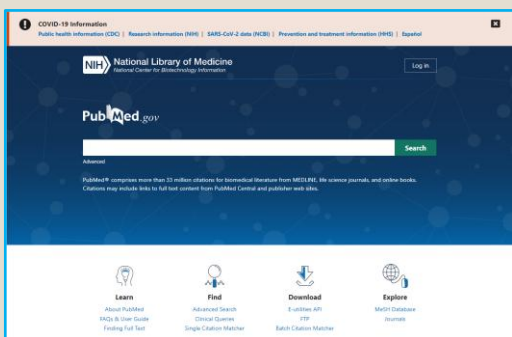 COVID-19 Information
Public health information (CDC) | Research information (NIH) | SARS-CoV-2 data (NCBI) | Prevention and treatment information (HHS) | Español
NIH National Library of Medicine
National Center for Biotechnology Information
Log in
PubMed.gov
Search
Advanced
PubMed® comprises more than 33 million citations for biomedical literature from MEDLINE, life science journals, and online books.
Citations may include links to full text content from PubMed Central and publisher web sites.
Learn
About PubMed
FAQs & User Guide
Finding Full Text
Find
Advanced Search
Clinical Queries
Single Citation Matcher
Download
E-utilities API
FTP
Batch Citation Matcher
Explore
MeSH Database
Journals